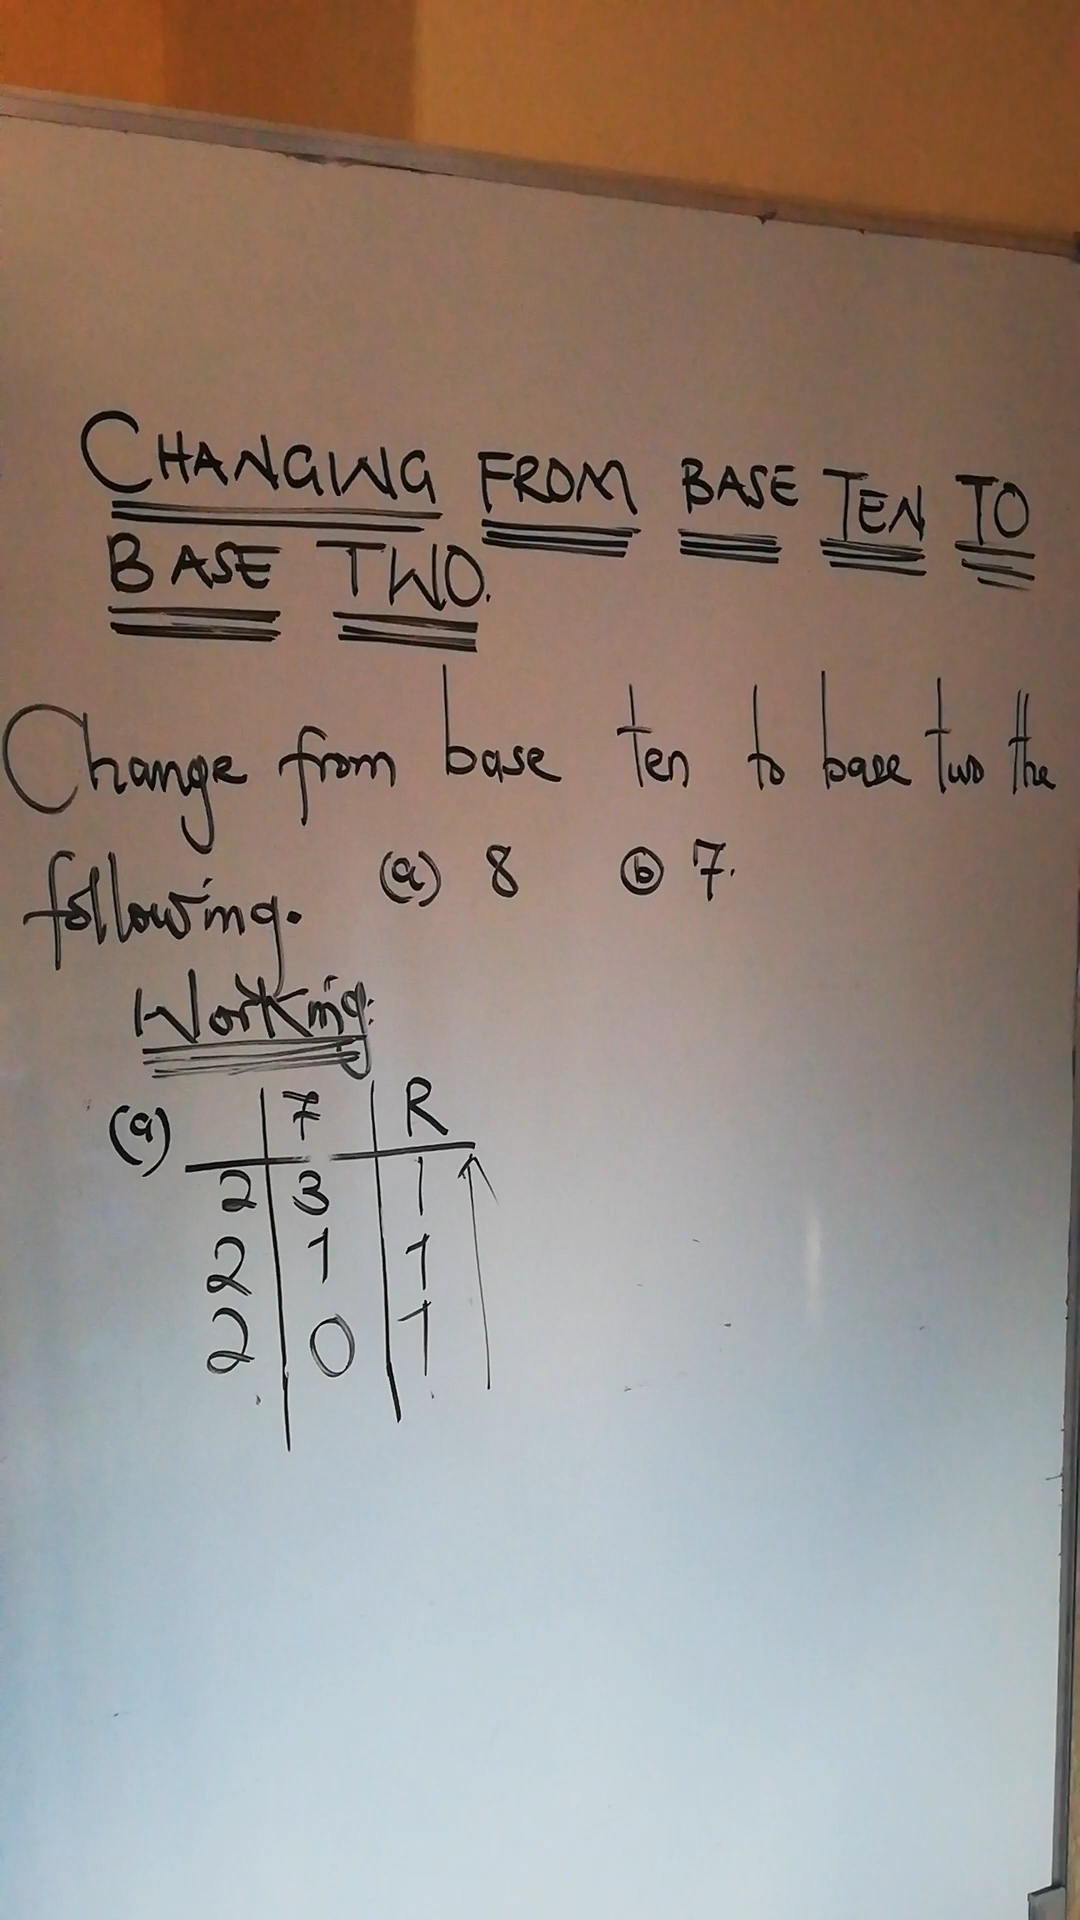 CHANGING FROM BASE TEN TO
BASE TWO.
Change from base ten to base two the
following. (a) 8 (b) 7.
Working:
(a) 7 R
2 3 1
2 1 1
2 0 1